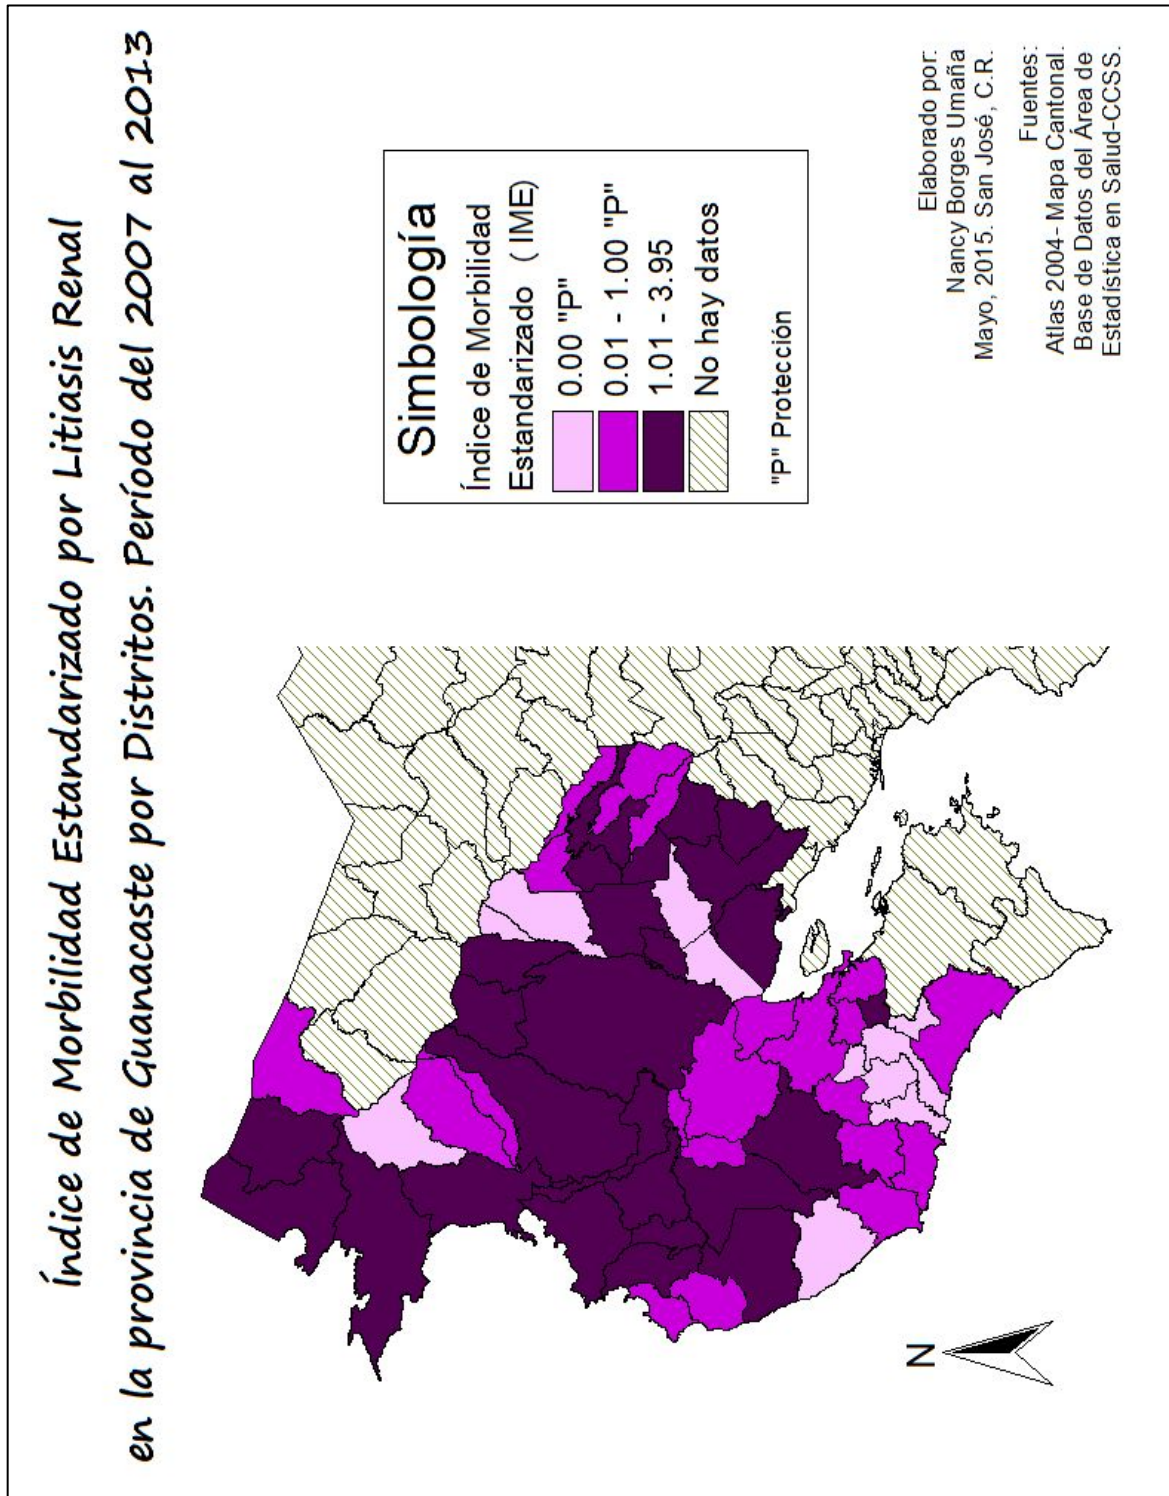 Índice de Morbilidad Estandarizado por Litiasis Renal
en la provincia de Guanacaste por Distritos. Período del 2007 al 2013
Simbología
Índice de Morbilidad
Estandarizado ( IME)
0.00 "P"
0.01 - 1.00 "P"
1.01 - 3.95
No hay datos
"P" Protección
N
Elaborado por:
Nancy Borges Umaña
Mayo, 2015. San José, C.R.
Fuentes:
Atlas 2004- Mapa Cantonal.
Base de Datos del Área de
Estadística en Salud-CCSS.